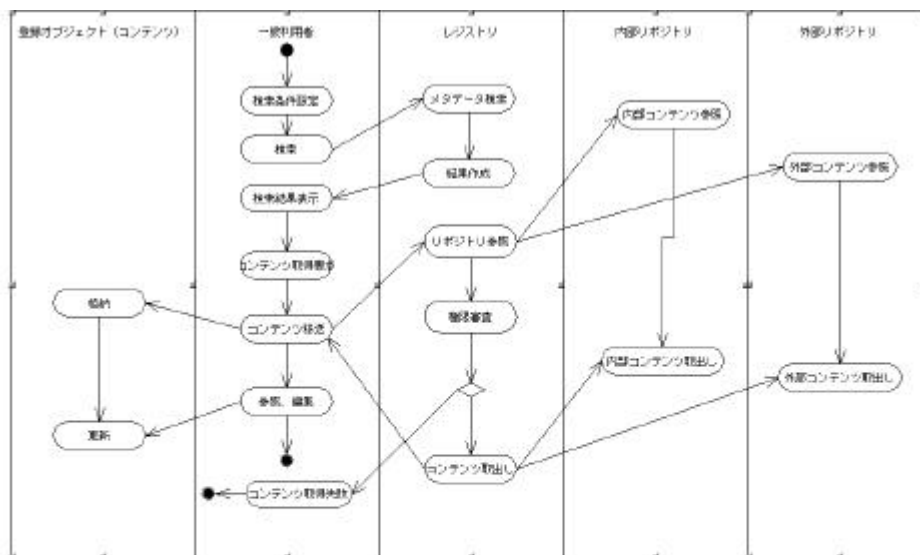 登録オブジェクト（コンテンツ）
一般利用者
レジストリ
内部リポジトリ
外部リポジトリ
検索条件設定
メタデータ検索
内部コンテンツ参照
検索
結果作成
外部コンテンツ参照
検索結果表示
リポジトリ参照
コンテンツ取得要求
格納
コンテンツ移送
権限審査
内部コンテンツ取出し
外部コンテンツ取出し
参照、編集
更新
コンテンツ取出し
コンテンツ取得失敗